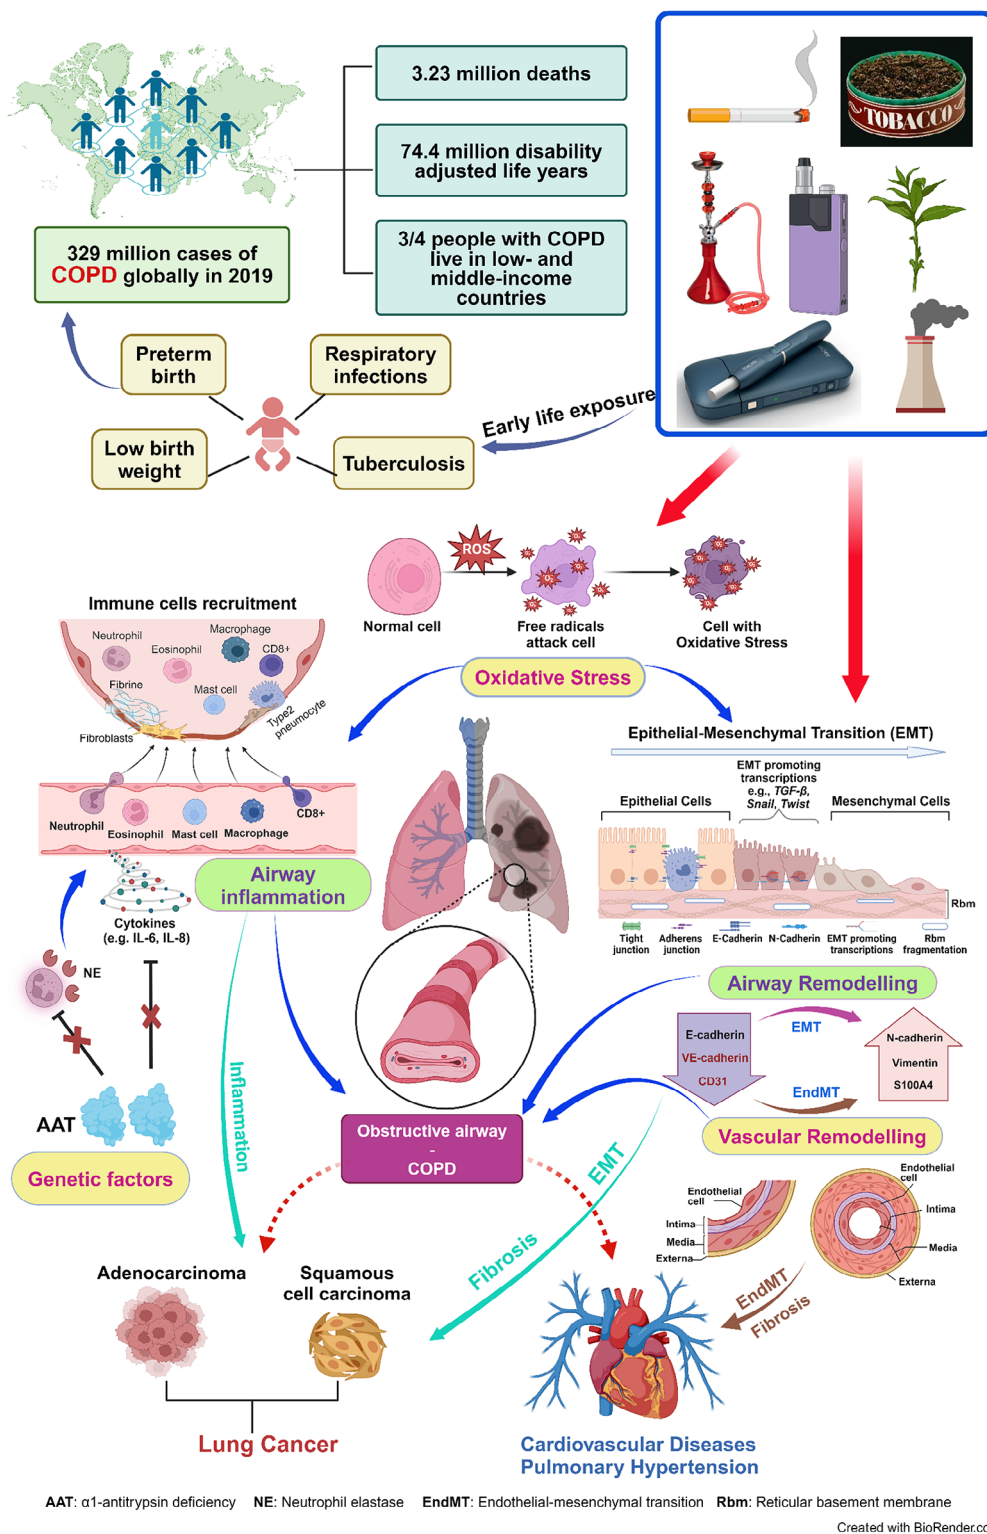 3.23 million deaths
74.4 million disability
adjusted life years
3/4 people with COPD
live in low- and
middle-income
countries
329 million cases of
COPD globally in 2019
TOBACCO
Preterm
birth
Respiratory
infections
Low birth
weight
Tuberculosis
Early life exposure
ROS
Normal cell
Free radicals
attack cell
Cell with
Oxidative Stress
Oxidative Stress
Immune cells recruitment
Neutrophil
Macrophage
Eosinophil
CD8+
Fibrine
Mast cell
Type2
pneumocyte
Fibroblasts
Neutrophil
Eosinophil
Mast cell
Macrophage
CD8+
Airway
inflammation
Cytokines
(e.g. IL-6, IL-8)
NE
AAT
Genetic factors
Epithelial-Mesenchymal Transition (EMT)
EMT promoting
transcriptions
e.g., TGF-β,
Snail, Twist
Epithelial Cells
Mesenchymal Cells
Rbm
Tight
junction
Adherens
junction
E-Cadherin
N-Cadherin
EMT promoting
transcriptions
Rbm
fragmentation
Airway Remodelling
E-cadherin
VE-cadherin
CD31
EMT
EndMT
N-cadherin
Vimentin
S100A4
Vascular Remodelling
Obstructive airway
-
COPD
Inflammation
EMT
Fibrosis
Endothelial
cell
Intima
Media
Externa
Endothelial
cell
Intima
Media
Externa
EndMT
Fibrosis
Adenocarcinoma
Squamous
cell carcinoma
Lung Cancer
Cardiovascular Diseases
Pulmonary Hypertension
AAT: α1-antitrypsin deficiency NE: Neutrophil elastase EndMT: Endothelial-mesenchymal transition Rbm: Reticular basement membrane
Created with BioRender.co